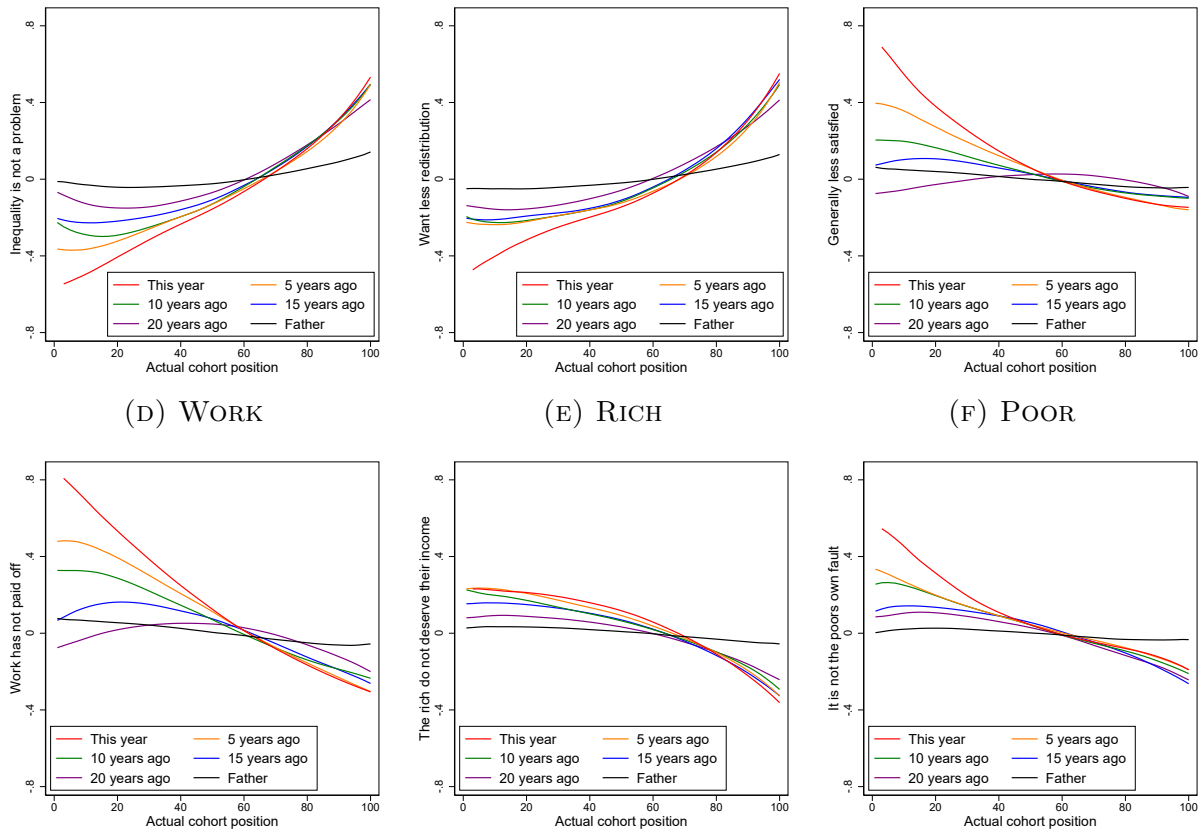 Inequality is not a problem
.8
.4
0
-.4
-.8
This year
5 years ago
10 years ago
15 years ago
20 years ago
Father
0
20
40
60
80
100
Actual cohort position
Want less redistribution
.8
.4
0
-.4
-.8
This year
5 years ago
10 years ago
15 years ago
20 years ago
Father
0
20
40
60
80
100
Actual cohort position
Generally less satisfied
.8
.4
0
-.4
-.8
This year
5 years ago
10 years ago
15 years ago
20 years ago
Father
0
20
40
60
80
100
Actual cohort position
(D) WORK
(E) RICH
(F) POOR
Work has not paid off
.8
.4
0
-.4
-.8
This year
5 years ago
10 years ago
15 years ago
20 years ago
Father
0
20
40
60
80
100
Actual cohort position
The rich do not deserve their income
.8
.4
0
-.4
-.8
This year
5 years ago
10 years ago
15 years ago
20 years ago
Father
0
20
40
60
80
100
Actual cohort position
It is not the poors own fault
.8
.4
0
-.4
-.8
This year
5 years ago
10 years ago
15 years ago
20 years ago
Father
0
20
40
60
80
100
Actual cohort position